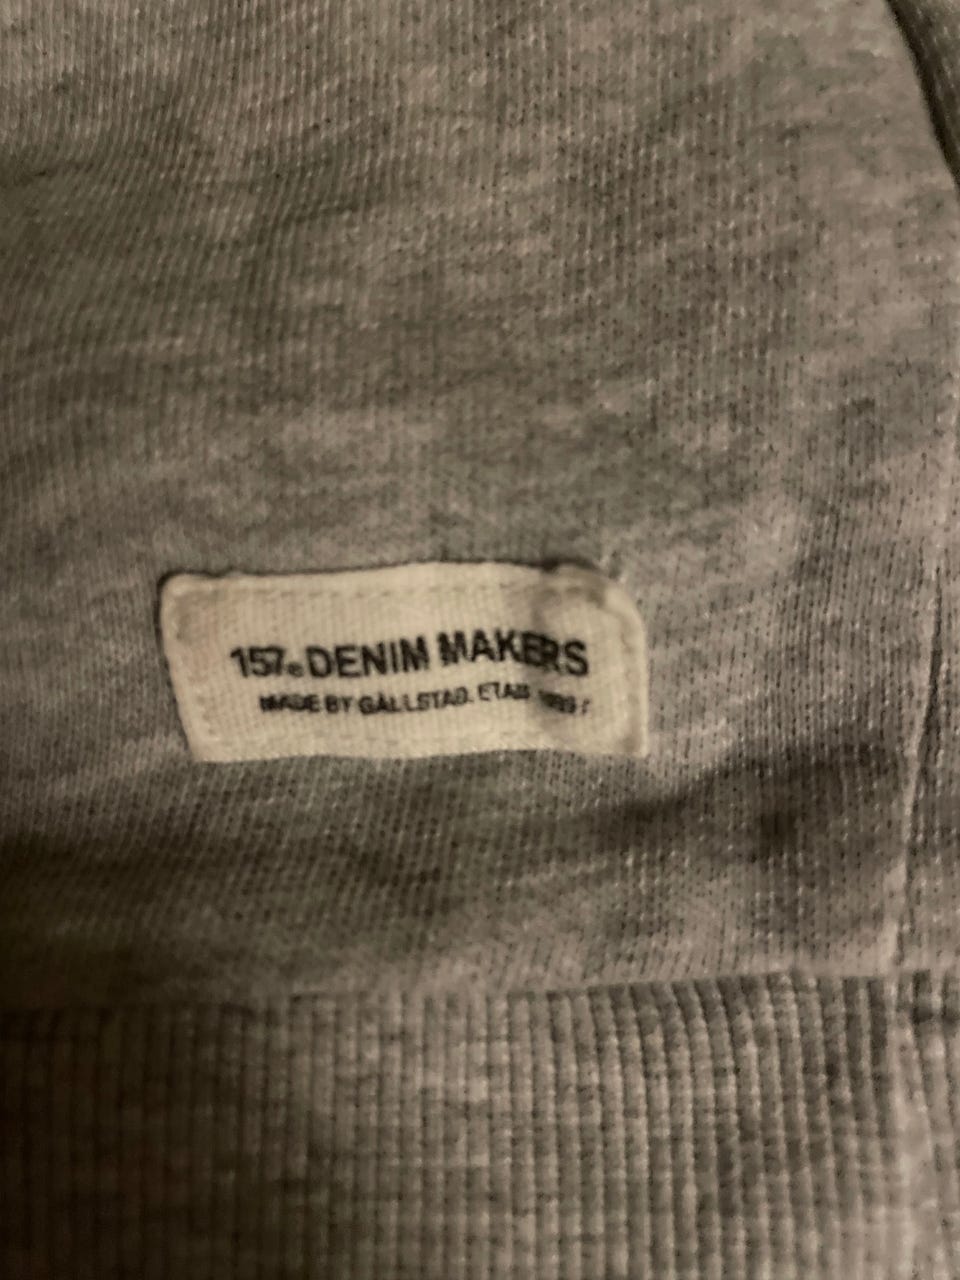 157. DENIM MAKERS
MADE BY GÄLLSTAD. ETAB